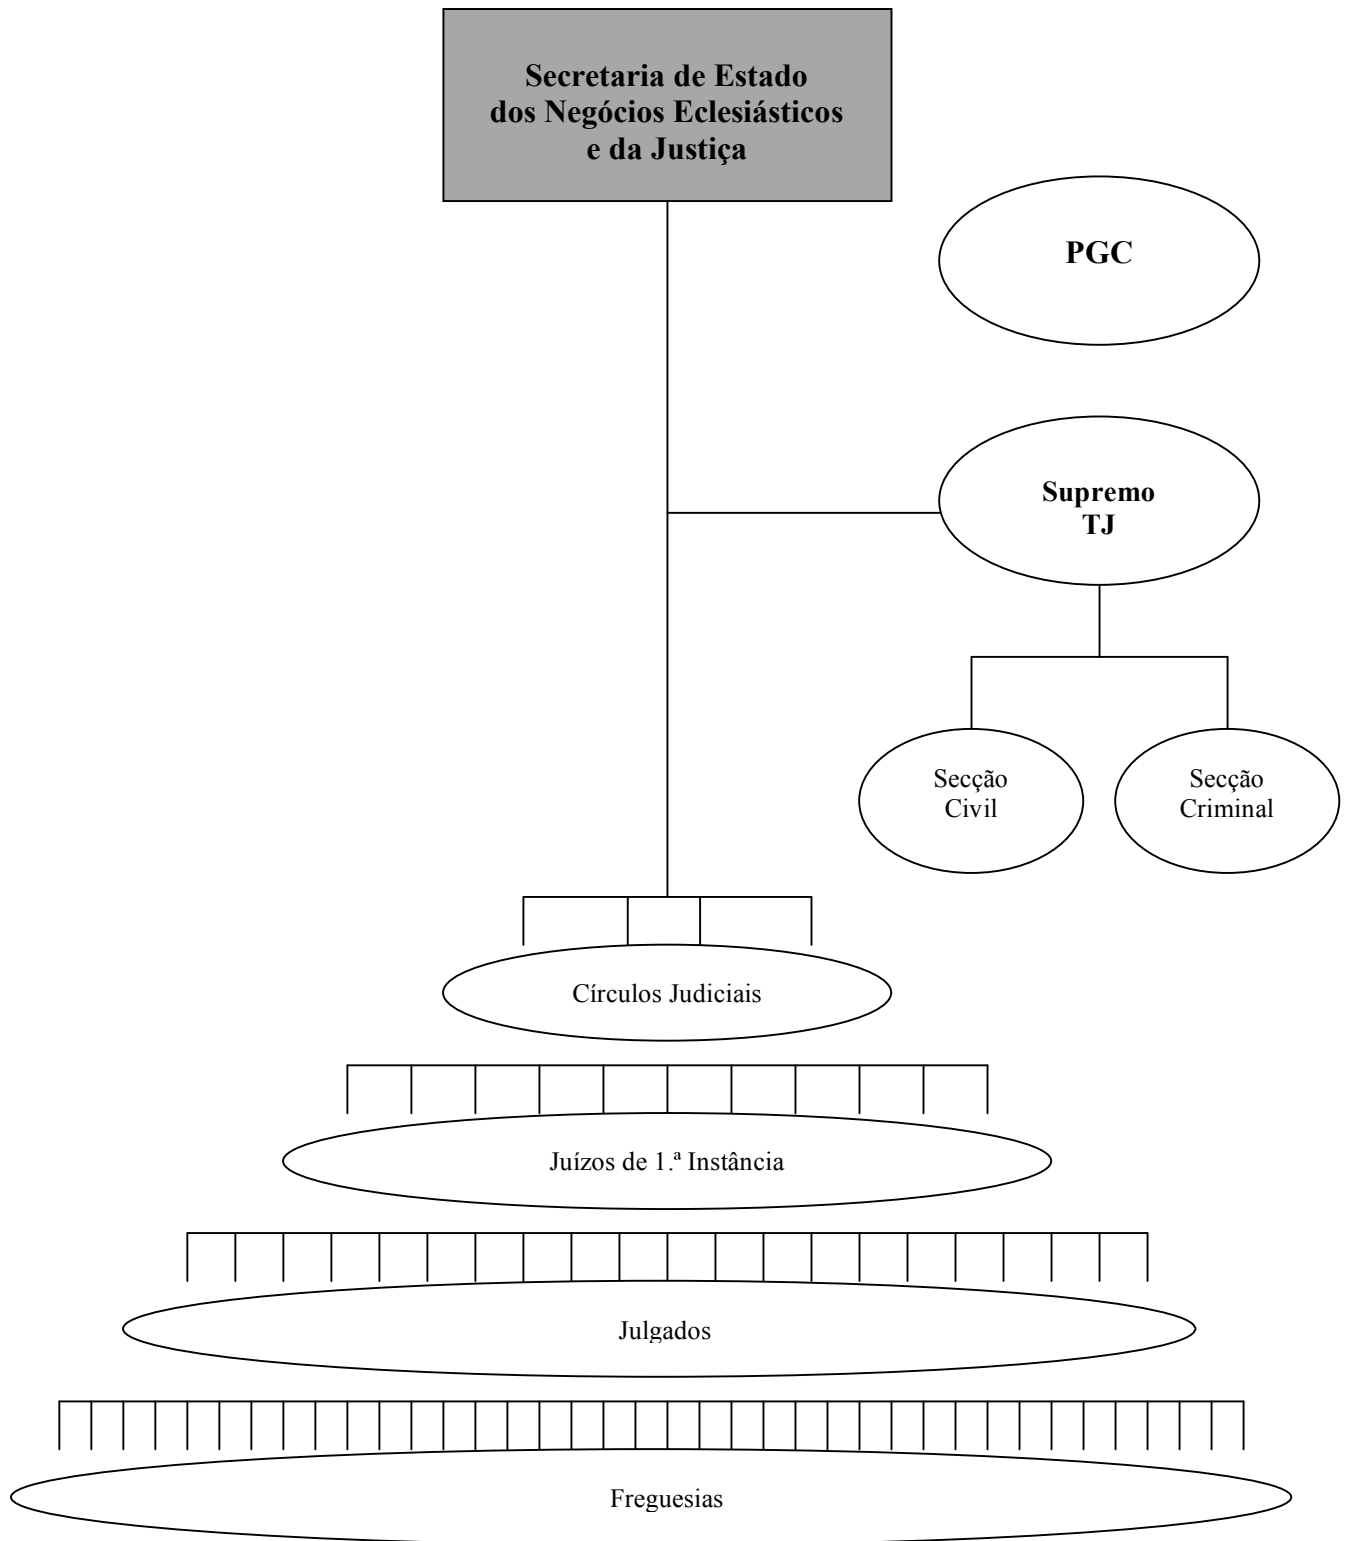 Secretaria de Estado
dos Negócios Eclesiásticos
e da Justiça
PGC
Supremo
TJ
Secção
Civil
Secção
Criminal
Círculos Judiciais
Juízos de 1.ª Instância
Julgados
Freguesias